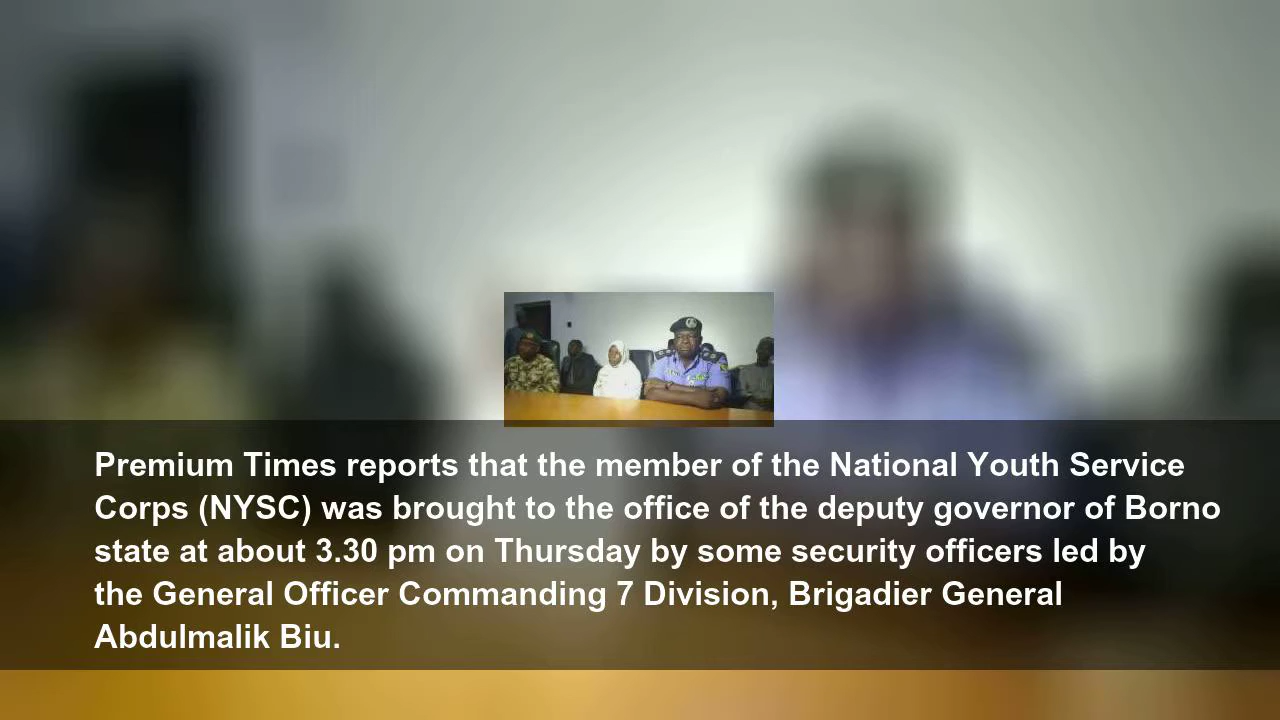 Premium Times reports that the member of the National Youth Service
Corps (NYSC) was brought to the office of the deputy governor of Borno
state at about 3.30 pm on Thursday by some security officers led by
the General Officer Commanding 7 Division, Brigadier General
Abdulmalik Biu.